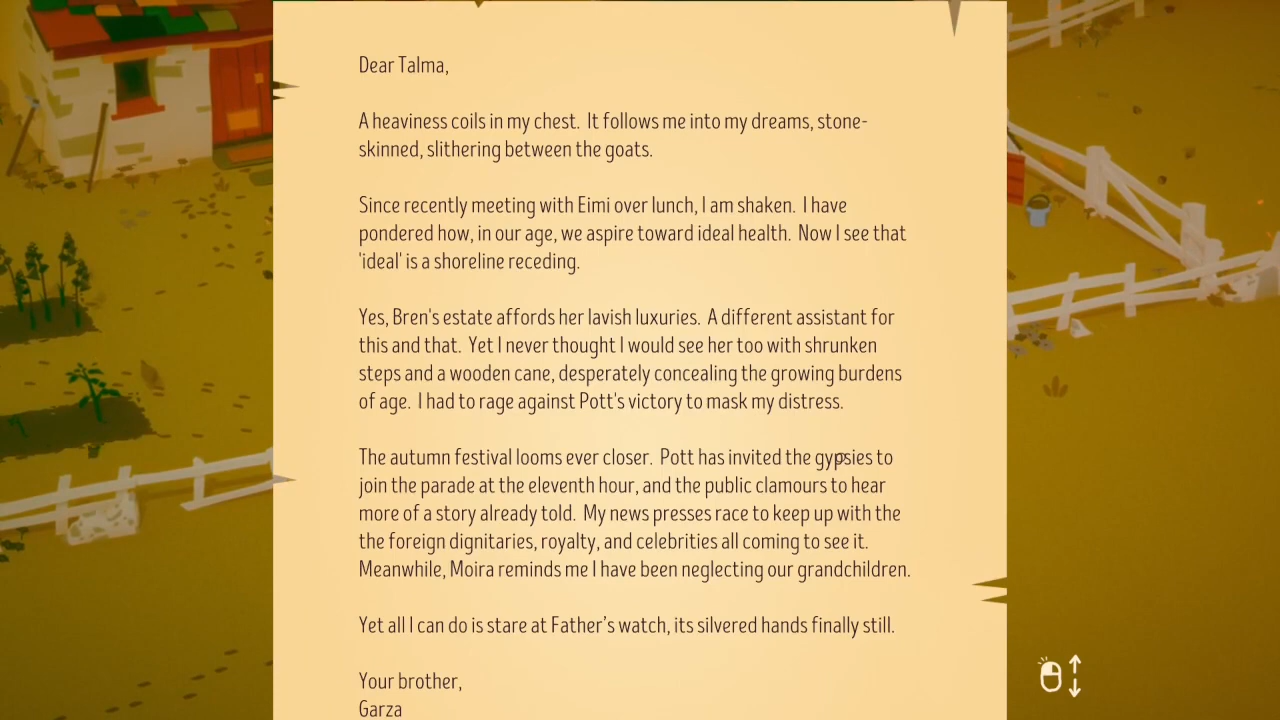 Dear Talma,
A heaviness coils in my chest.  It follows me into my dreams, stone-
skinned, slithering between the goats.
Since recently meeting with Eimi over lunch, I am shaken.  I have
pondered how, in our age, we aspire toward ideal health.  Now I see that
'ideal' is a shoreline receding.
Yes, Bren's estate affords her lavish luxuries.  A different assistant for
this and that.  Yet I never thought I would see her too with shrunken
steps and a wooden cane, desperately concealing the growing burdens
of age.  I had to rage against Pott's victory to mask my distress.
The autumn festival looms ever closer.  Pott has invited the gypsies to
join the parade at the eleventh hour, and the public clamours to hear
more of a story already told.  My news presses race to keep up with the
the foreign dignitaries, royalty, and celebrities all coming to see it.
Meanwhile, Moira reminds me I have been neglecting our grandchildren.
Yet all I can do is stare at Father’s watch, its silvered hands finally still.
Your brother,
Garza